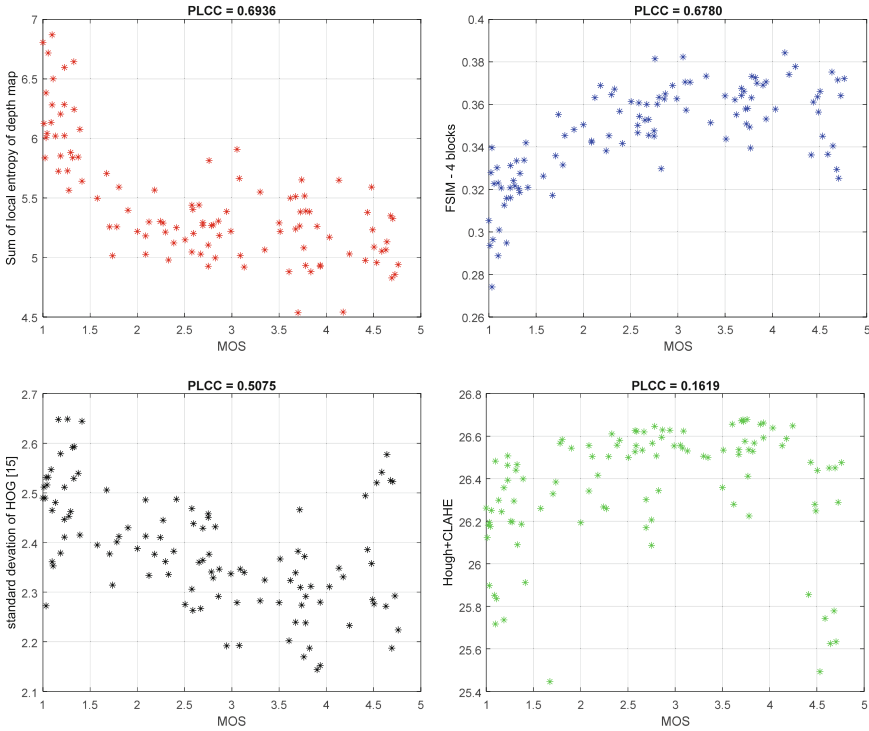 PLCC = 0.6936
7
6.5
6
5.5
5
4.5
Sum of local entropy of depth map
1 1.5 2 2.5 3 3.5 4 4.5 5
MOS
PLCC = 0.6780
0.4
0.38
0.36
0.34
0.32
0.3
0.28
0.26
FSIM - 4 blocks
1 1.5 2 2.5 3 3.5 4 4.5 5
MOS
PLCC = 0.5075
2.7
2.6
2.5
2.4
2.3
2.2
2.1
standard devation of HOG [15]
1 1.5 2 2.5 3 3.5 4 4.5 5
MOS
PLCC = 0.1619
26.8
26.6
26.4
26.2
26
25.8
25.6
25.4
Hough+CLAHE
1 1.5 2 2.5 3 3.5 4 4.5 5
MOS